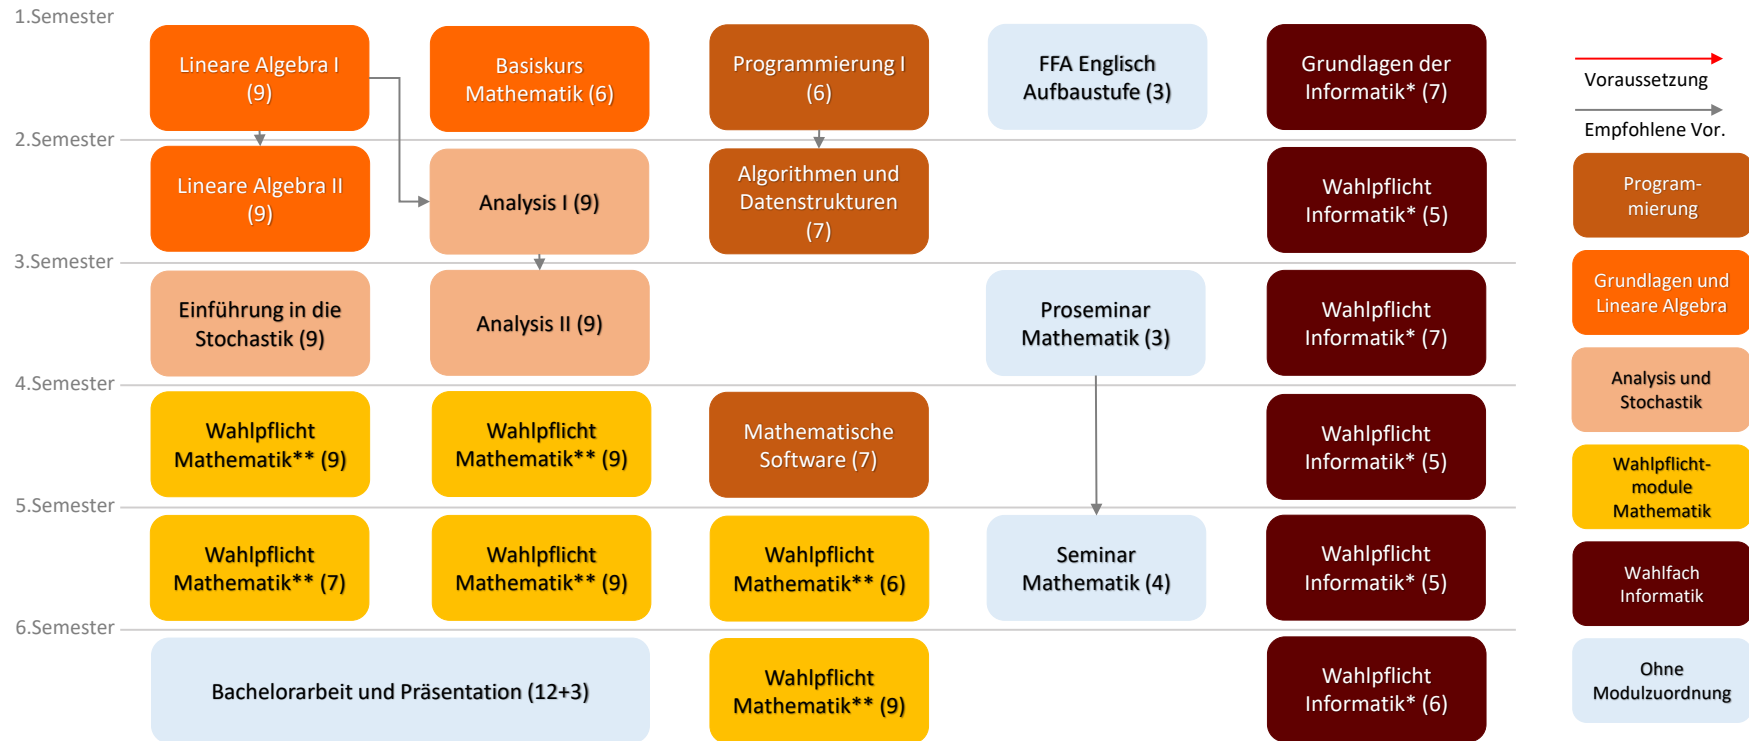 1.Semester
Lineare Algebra I
(9)
Basiskurs
Mathematik (6)
Programmierung I
(6)
FFA Englisch
Aufbaustufe (3)
Grundlagen der
Informatik* (7)
2.Semester
Lineare Algebra II
(9)
Analysis I (9)
Algorithmen und
Datenstrukturen
(7)
Wahlpflicht
Informatik* (5)
3.Semester
Einführung in die
Stochastik (9)
Analysis II (9)
Proseminar
Mathematik (3)
Wahlpflicht
Informatik* (7)
4.Semester
Wahlpflicht
Mathematik** (9)
Wahlpflicht
Mathematik** (9)
Mathematische
Software (7)
Wahlpflicht
Informatik* (5)
5.Semester
Wahlpflicht
Mathematik** (7)
Wahlpflicht
Mathematik** (9)
Wahlpflicht
Mathematik** (6)
Seminar
Mathematik (4)
Wahlpflicht
Informatik* (5)
6.Semester
Bachelorarbeit und Präsentation (12+3)
Wahlpflicht
Mathematik** (9)
Wahlpflicht
Informatik* (6)
Voraussetzung
Empfohlene Vor.
Program-
mierung
Grundlagen und
Lineare Algebra
Analysis und
Stochastik
Wahlpflicht-
module
Mathematik
Wahlfach
Informatik
Ohne
Modulzuordnung